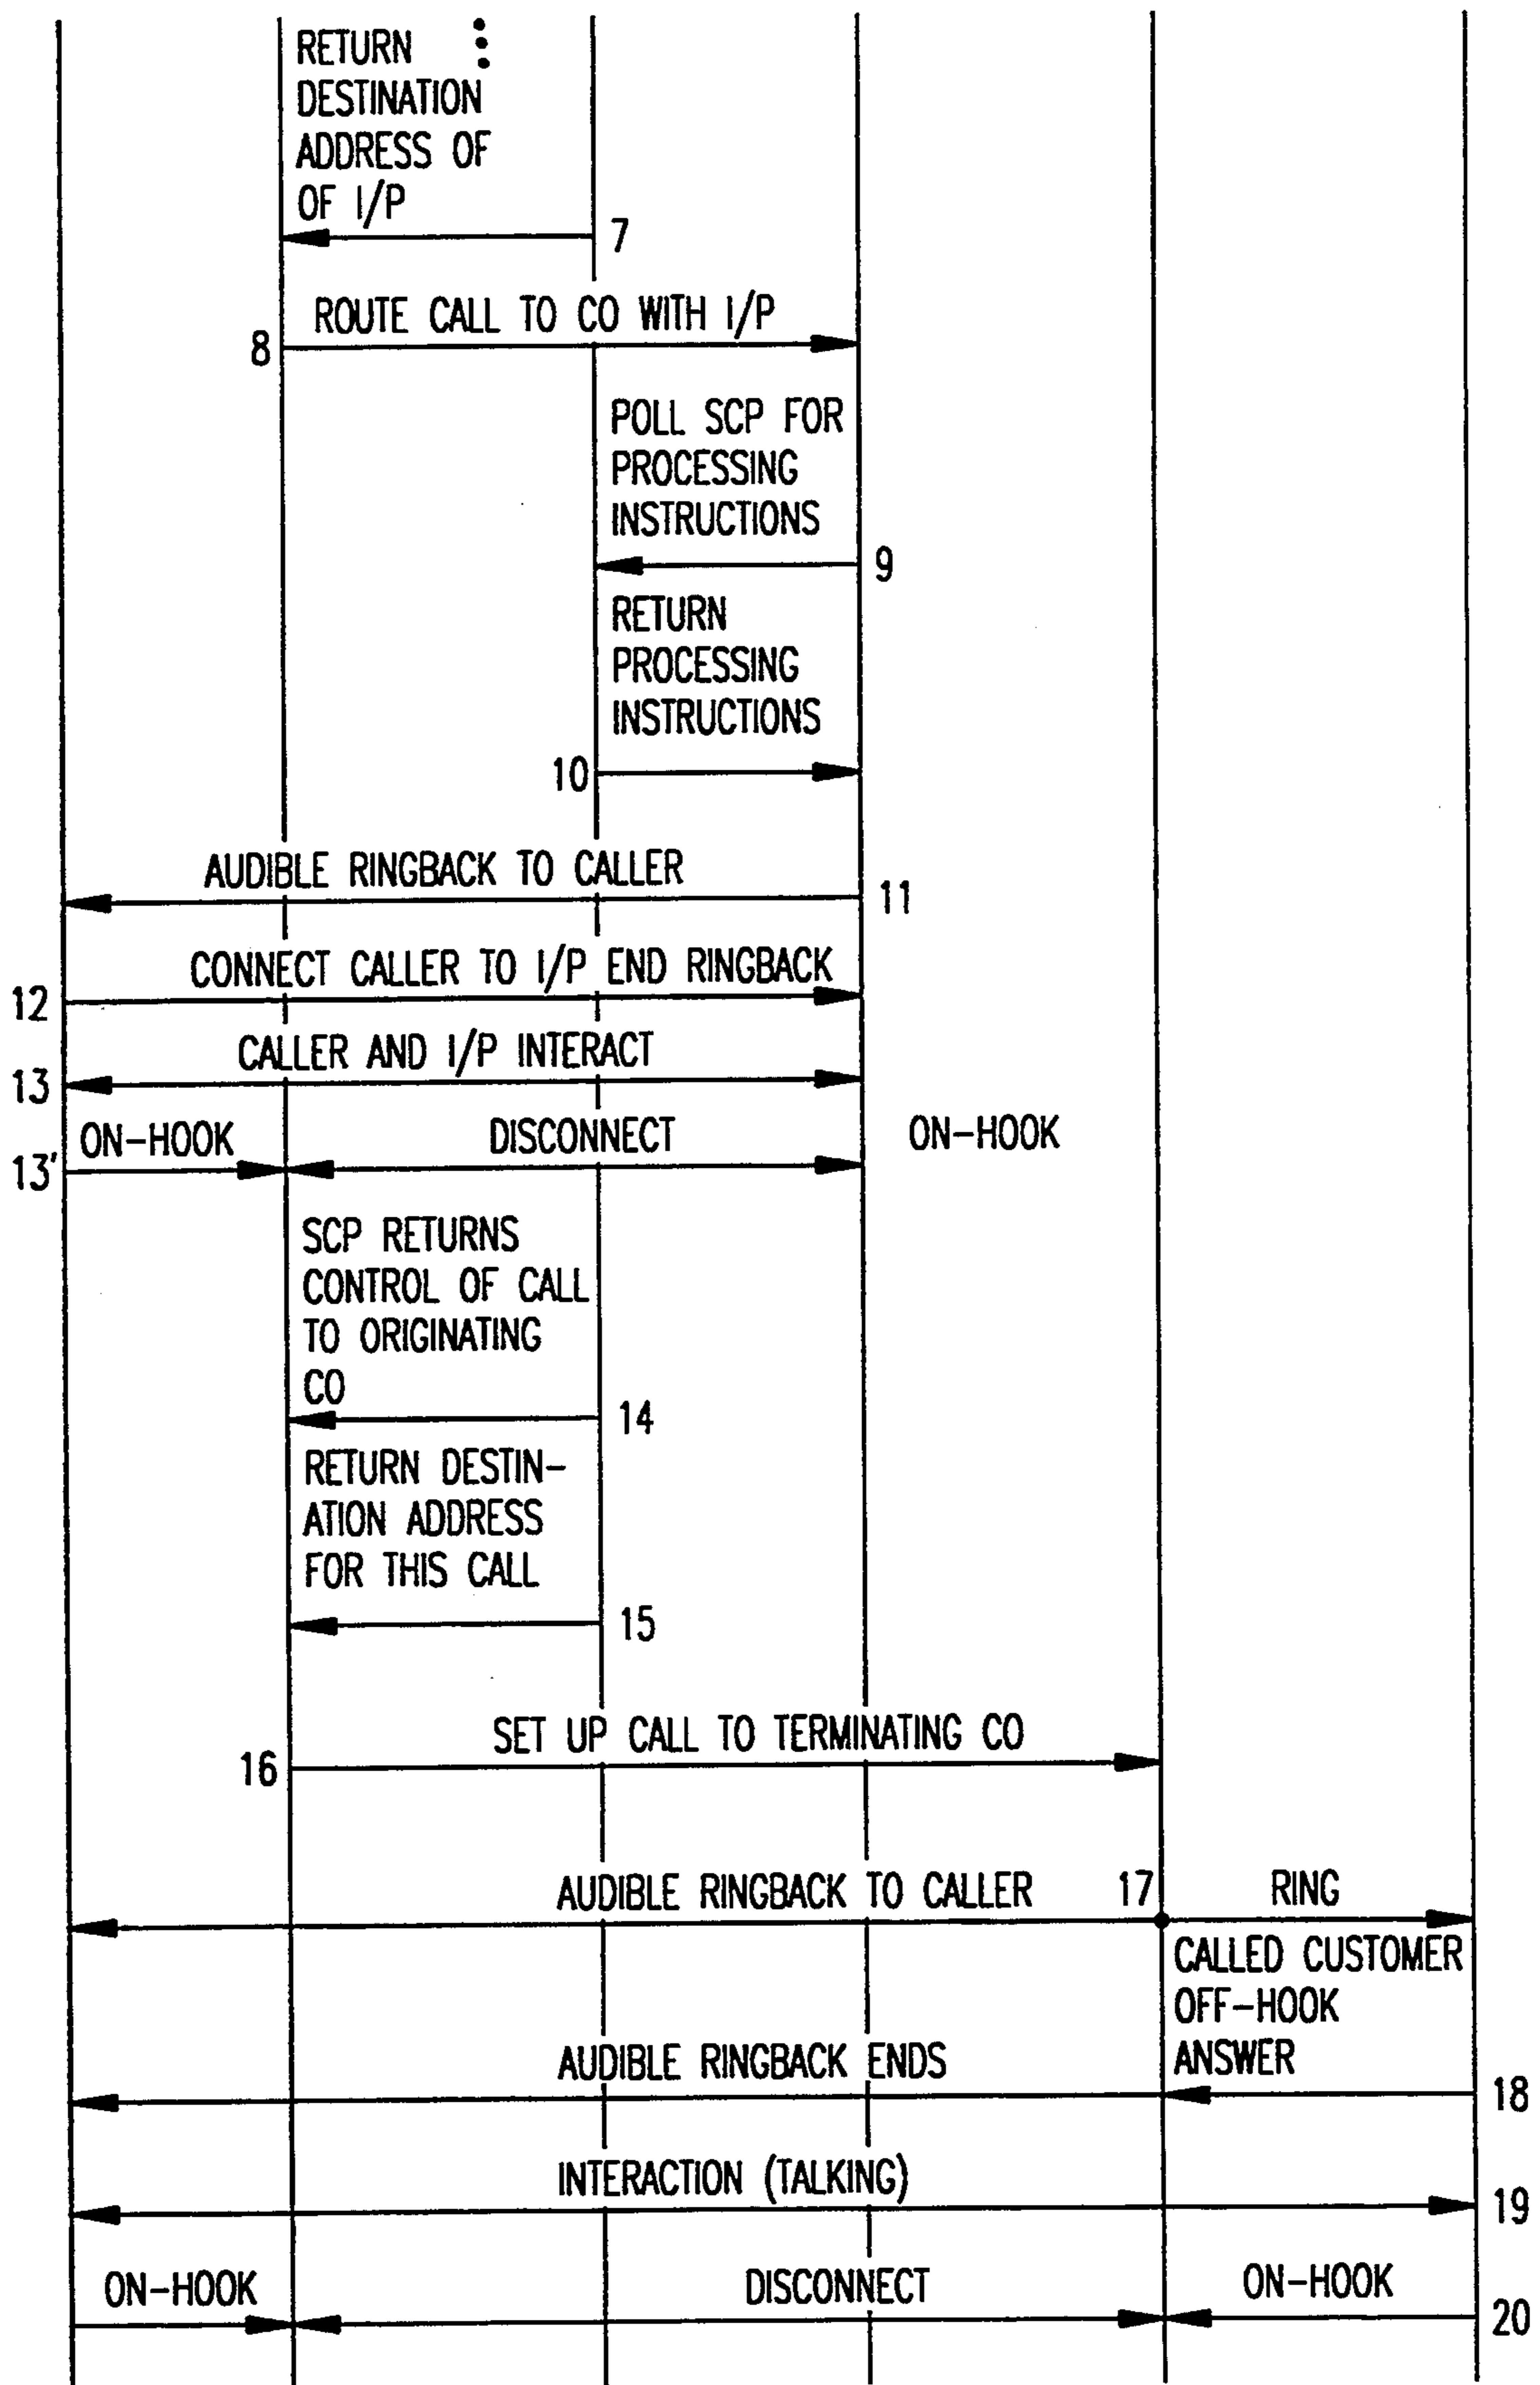 RETURN
DESTINATION
ADDRESS OF
OF I/P
7
ROUTE CALL TO CO WITH I/P
8
POLL SCP FOR
PROCESSING
INSTRUCTIONS
9
RETURN
PROCESSING
INSTRUCTIONS
10
AUDIBLE RINGBACK TO CALLER
11
CONNECT CALLER TO I/P END RINGBACK
12
CALLER AND I/P INTERACT
13
ON-HOOK DISCONNECT ON-HOOK
13'
SCP RETURNS
CONTROL OF CALL
TO ORIGINATING
CO
14
RETURN DESTIN-
ATION ADDRESS
FOR THIS CALL
15
SET UP CALL TO TERMINATING CO
16
AUDIBLE RINGBACK TO CALLER 17 RING
CALLED CUSTOMER
OFF-HOOK
ANSWER
AUDIBLE RINGBACK ENDS
18
INTERACTION (TALKING)
19
ON-HOOK DISCONNECT ON-HOOK
20